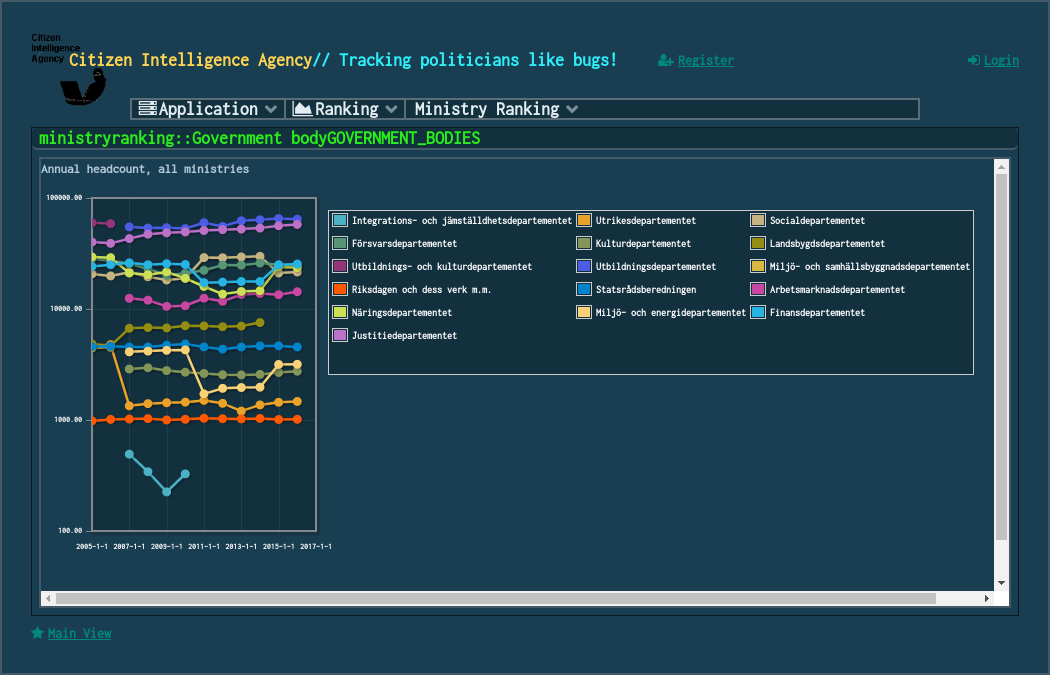 Citizen
Intelligence
Agency
Citizen Intelligence Agency// Tracking politicians like bugs!
Register
Login
Application
Ranking
Ministry Ranking
ministryranking::Government bodyGOVERNMENT_BODIES
Annual headcount, all ministries
100000.00
10000.00
1000.00
100.00
2005-1-1 2007-1-1 2009-1-1 2011-1-1 2013-1-1 2015-1-1 2017-1-1
Integrations- och jämställdhetsdepartementet Utrikesdepartementet Socialdepartementet
Försvarsdepartementet Kulturdepartementet Landsbygdsdepartementet
Utbildnings- och kulturdepartementet Utbildningsdepartementet Miljö- och samhällsbyggnadsdepartementet
Riksdagen och dess verk m.m. Statsrådsberedningen Arbetsmarknadsdepartementet
Näringsdepartementet Miljö- och energidepartementet Finansdepartementet
Justitiedepartementet
Main View